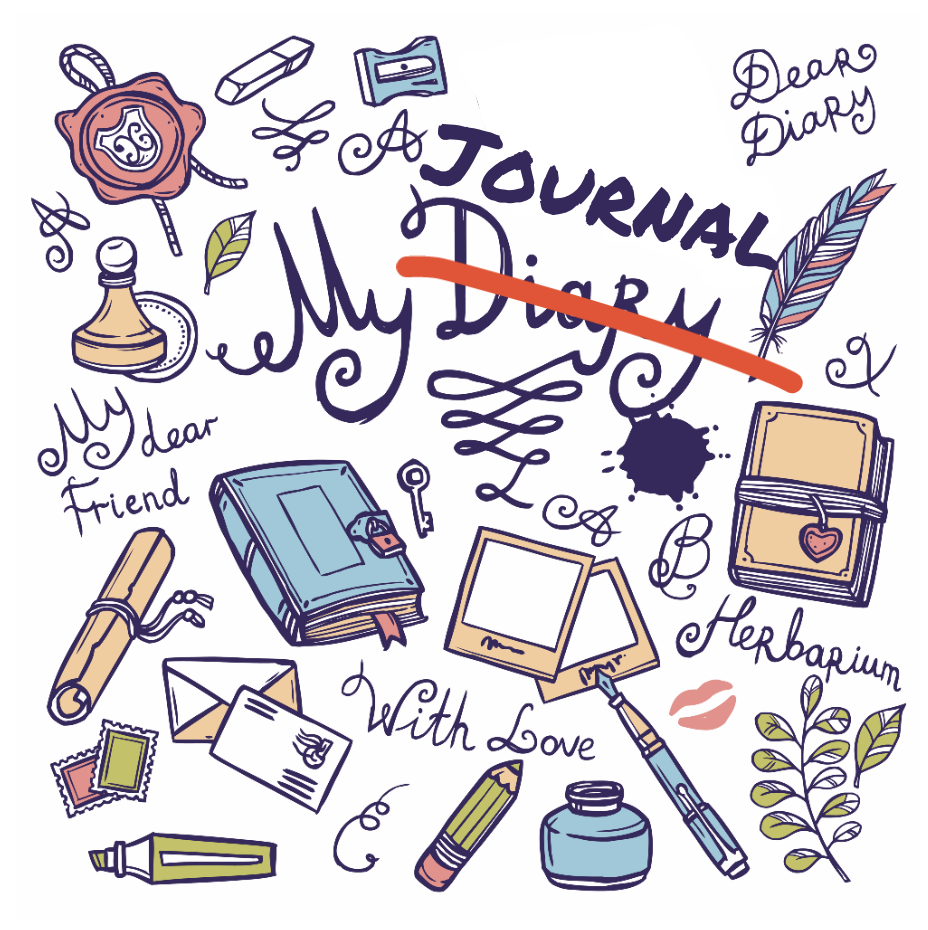 Dear
Diary
A
JOURNAL
My Diary
A
X
My dear
Friend
L
A
B
Herbarium
With Love